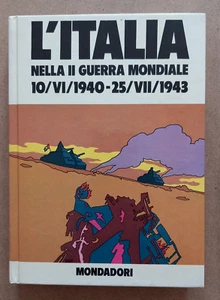 L'ITALIA
NELLA II GUERRA MONDIALE
10/VI/1940-25/VII/1943
MONDADORI